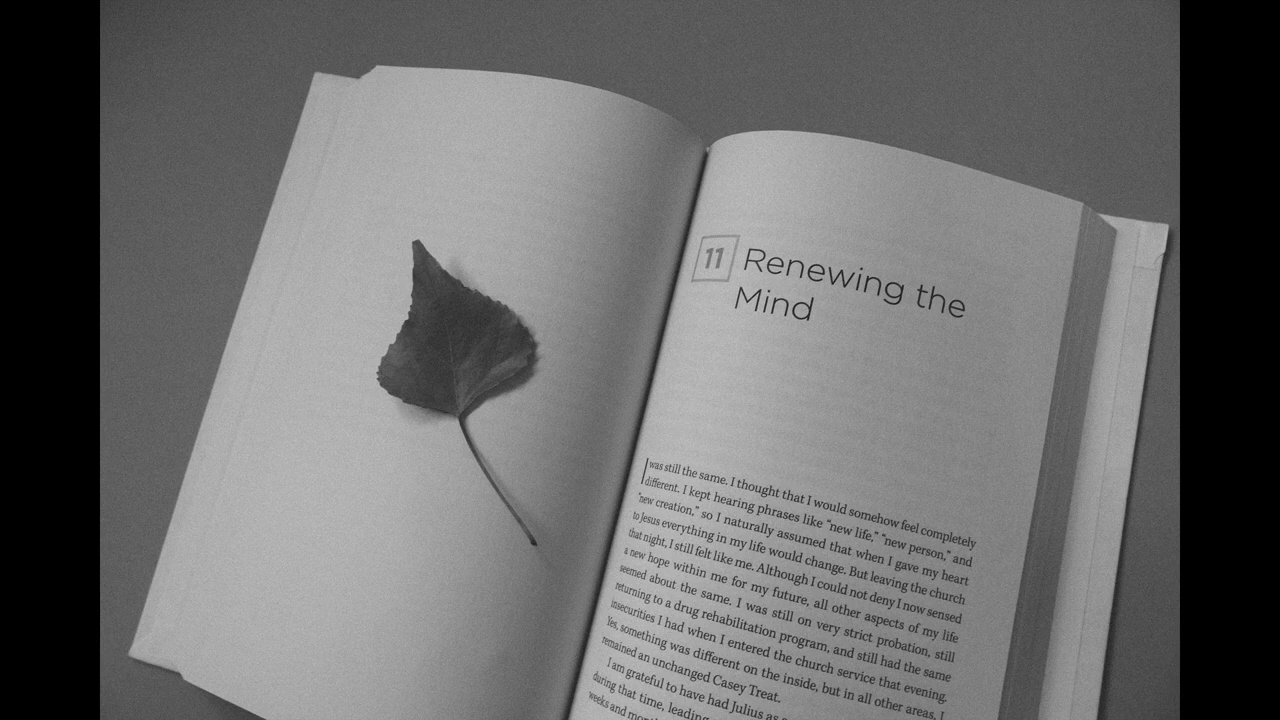 11 Renewing the
Mind
I was still the same. I thought that I would somehow feel completely
different. I kept hearing phrases like "new life," "new person," and
"new creation," so I naturally assumed that when I gave my heart
to Jesus everything in my life would change. But leaving the church
that night, I still felt like me. Although I could not deny I now sensed
a new hope within me for my future, all other aspects of my life
seemed about the same. I was still on very strict probation, still
returning to a drug rehabilitation program, and still had the same
insecurities I had when I entered the church service that evening.
Yes, something was different on the inside, but in all other areas, I
remained an unchanged Casey Treat.
I am grateful to have had Julius as
during that time, leading
weeks and